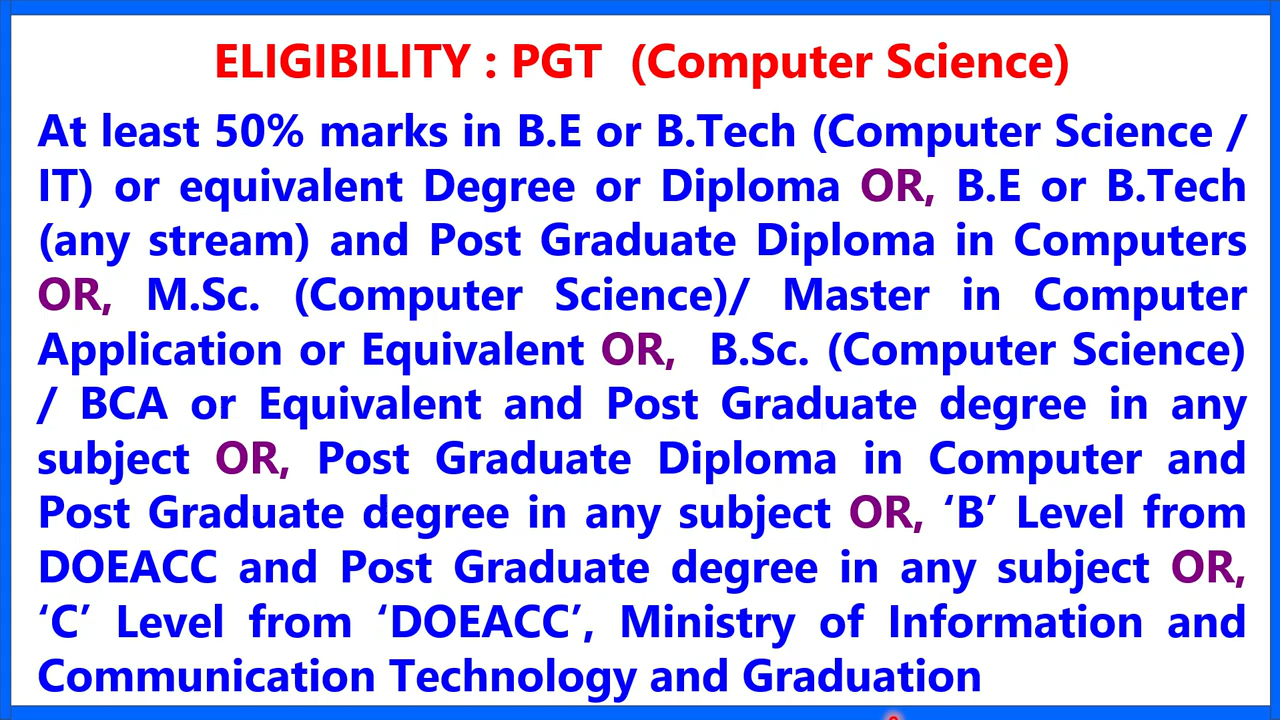 ELIGIBILITY : PGT (Computer Science)
At least 50% marks in B.E or B.Tech (Computer Science /
IT) or equivalent Degree or Diploma OR, B.E or B.Tech
(any stream) and Post Graduate Diploma in Computers
OR, M.Sc. (Computer Science)/ Master in Computer
Application or Equivalent OR, B.Sc. (Computer Science)
/ BCA or Equivalent and Post Graduate degree in any
subject OR, Post Graduate Diploma in Computer and
Post Graduate degree in any subject OR, ‘B’ Level from
DOEACC and Post Graduate degree in any subject OR,
‘C’ Level from ‘DOEACC’, Ministry of Information and
Communication Technology and Graduation